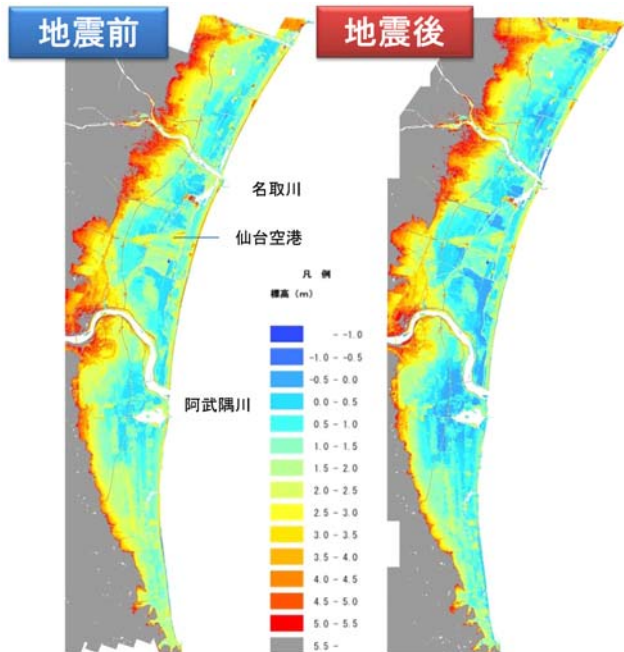 地震前
地震後
名取川
仙台空港
阿武隈川
凡 例
標高 (m)
- -1.0
-1.0 - -0.5
-0.5 - 0.0
0.0 - 0.5
0.5 - 1.0
1.0 - 1.5
1.5 - 2.0
2.0 - 2.5
2.5 - 3.0
3.0 - 3.5
3.5 - 4.0
4.0 - 4.5
4.5 - 5.0
5.0 - 5.5
5.5 -